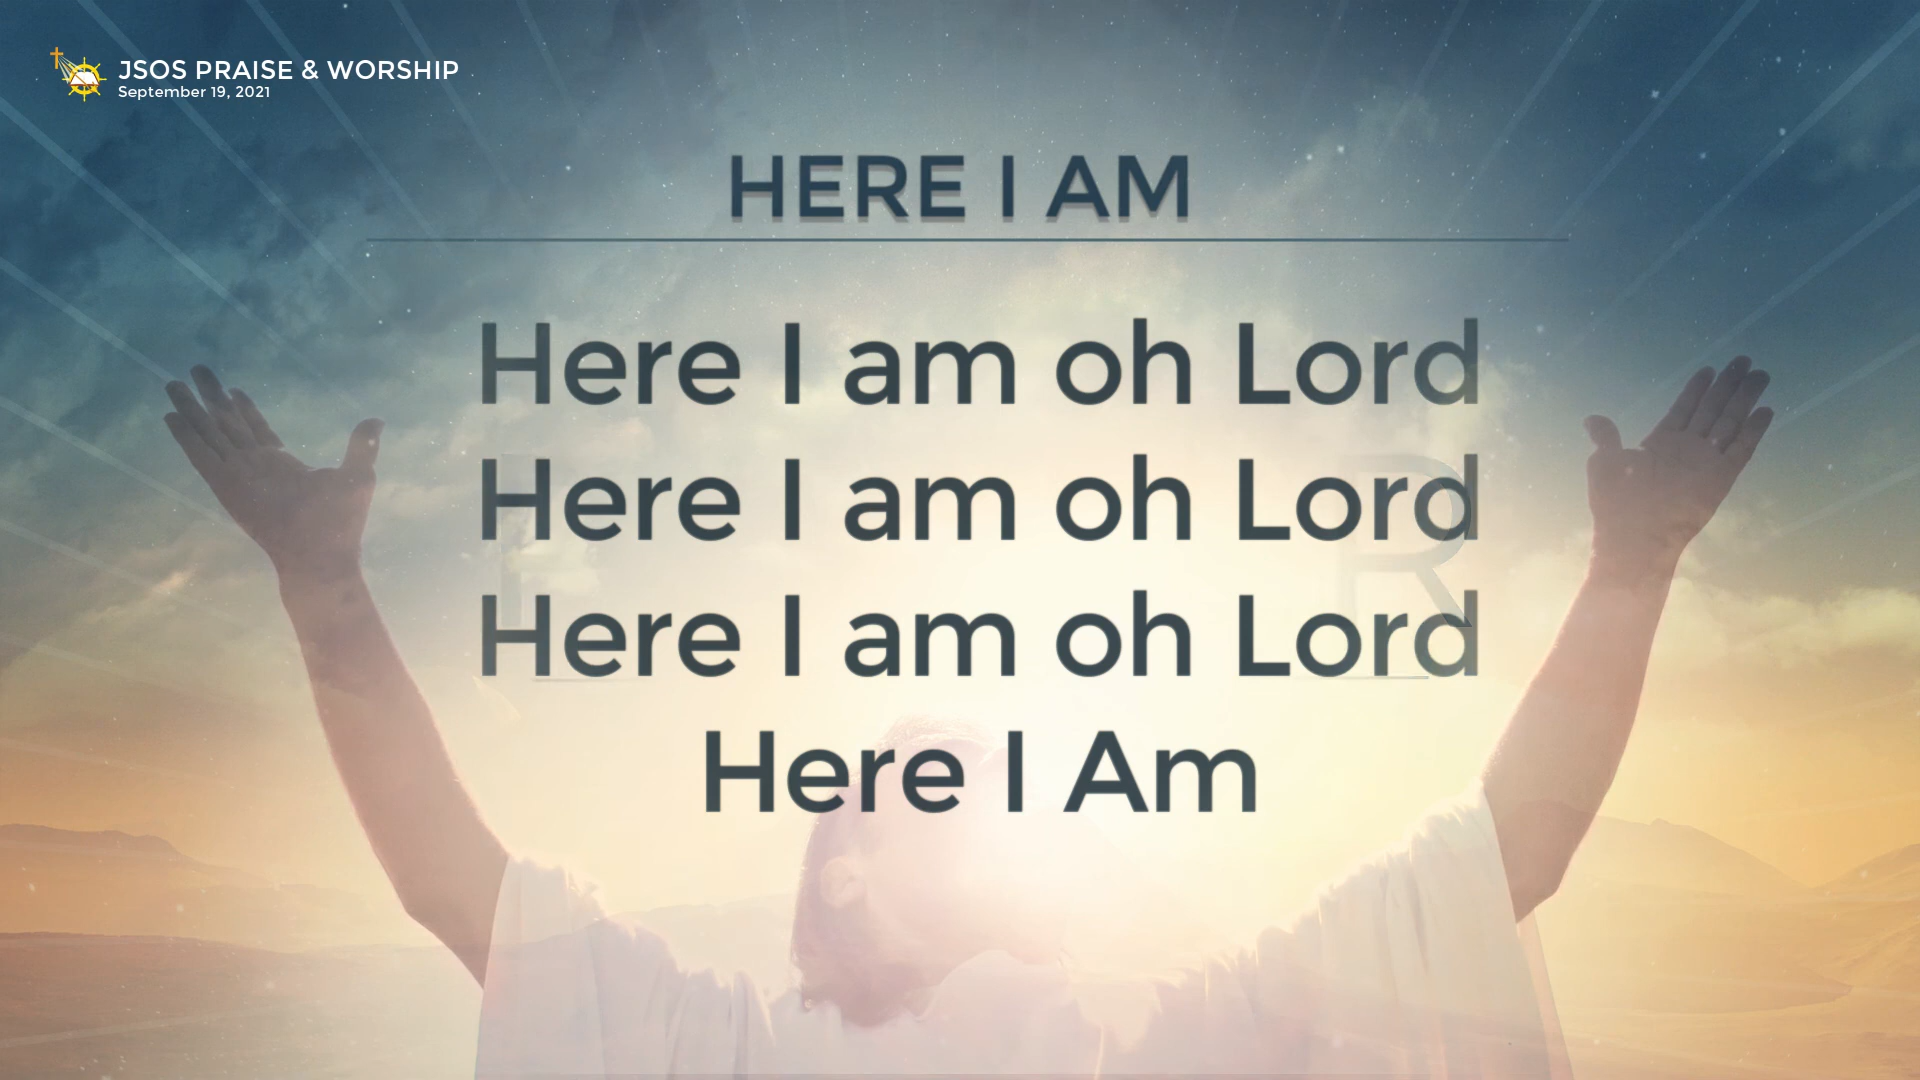 JSOS PRAISE & WORSHIP
September 19, 2021
HERE I AM
Here I am oh Lord
Here I am oh Lord
Here I am oh Lord
Here I Am